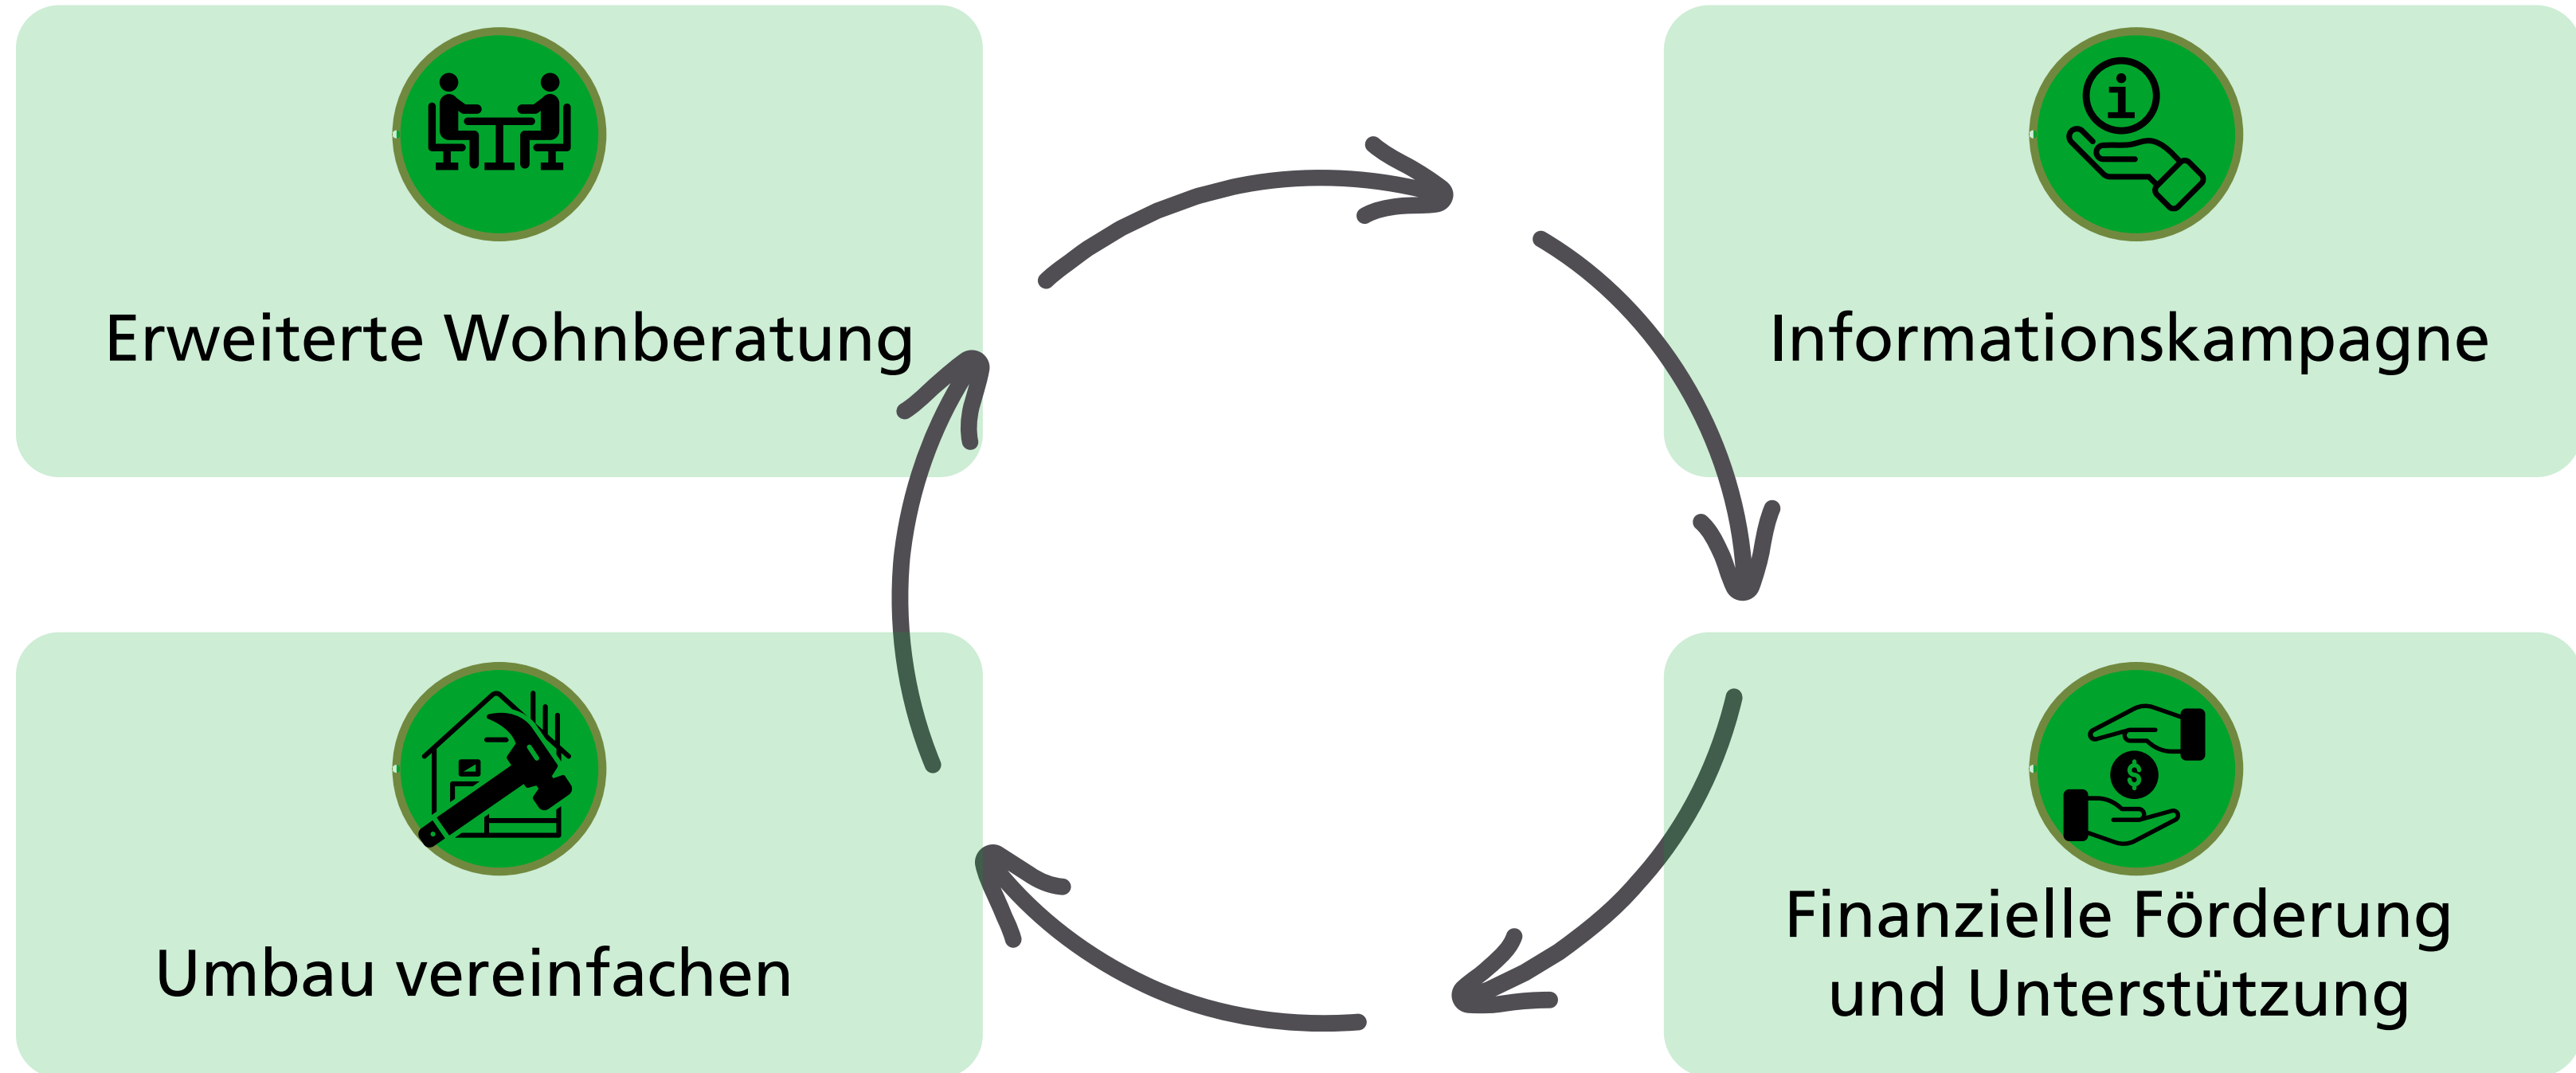 Erweiterte Wohnberatung
Informationskampagne
Umbau vereinfachen
Finanzielle Förderung
und Unterstützung